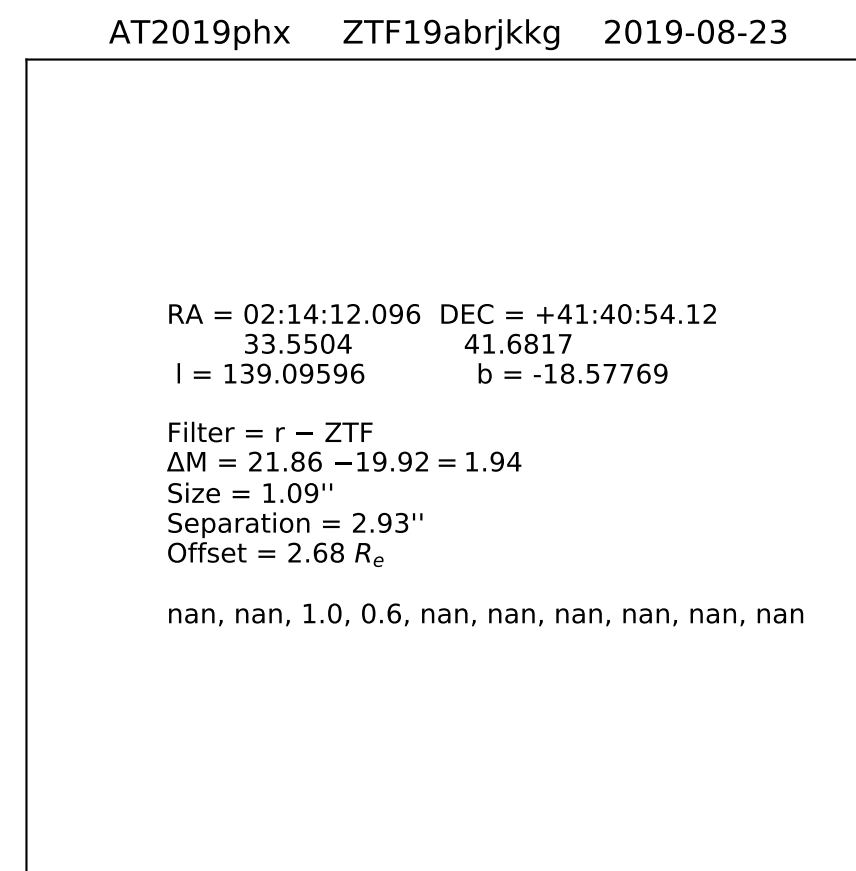 AT2019phx ZTF19abrjkkg 2019-08-23
RA = 02:14:12.096 DEC = +41:40:54.12
33.5504 41.6817
l = 139.09596 b = -18.57769
Filter = r − ZTF
ΔM = 21.86 −19.92 = 1.94
Size = 1.09''
Separation = 2.93''
Offset = 2.68 Rₑ
nan, nan, 1.0, 0.6, nan, nan, nan, nan, nan, nan